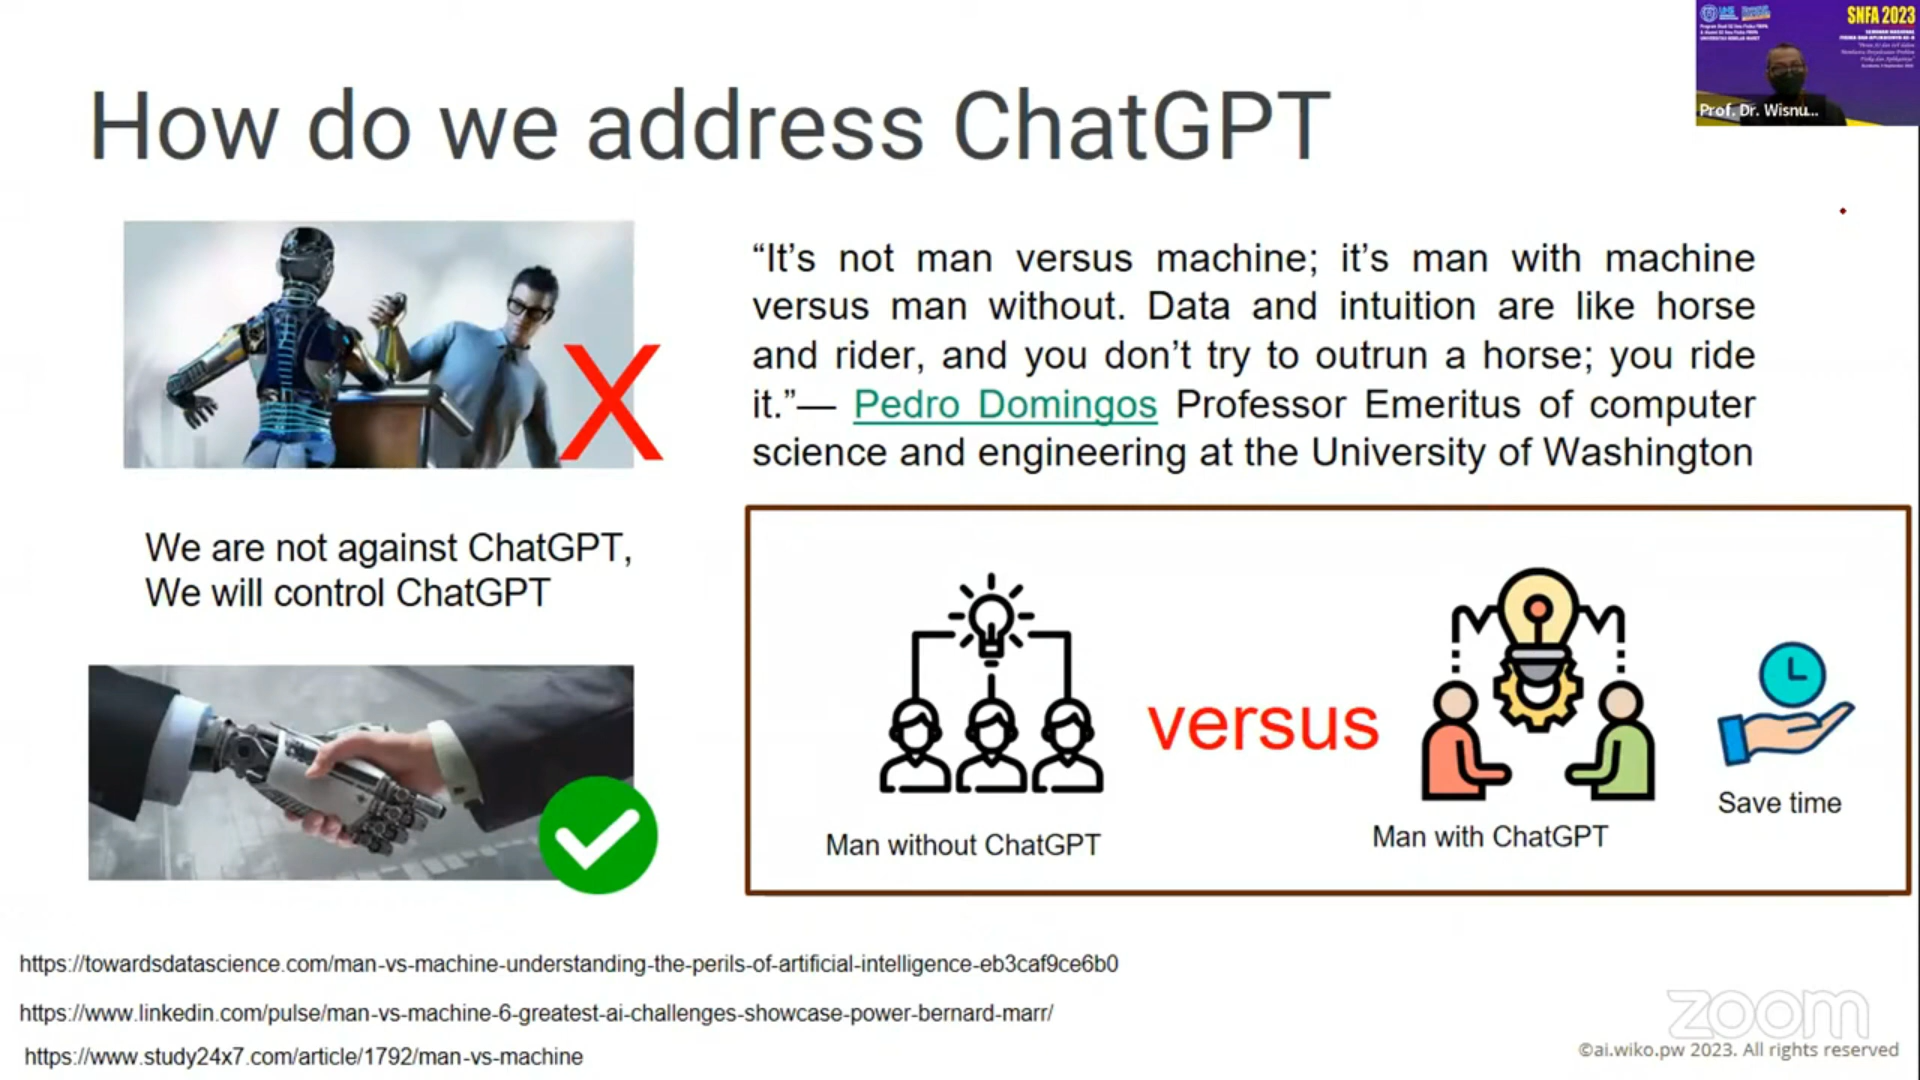 SNFA 2023
Prof. Dr. Wisnu...
How do we address ChatGPT
“It’s not man versus machine; it’s man with machine
versus man without. Data and intuition are like horse
and rider, and you don’t try to outrun a horse; you ride
it.”— Pedro Domingos Professor Emeritus of computer
science and engineering at the University of Washington
X
We are not against ChatGPT,
We will control ChatGPT
versus
Man without ChatGPT
Man with ChatGPT
Save time
https://towardsdatascience.com/man-vs-machine-understanding-the-perils-of-artificial-intelligence-eb3caf9ce6b0
https://www.linkedin.com/pulse/man-vs-machine-6-greatest-ai-challenges-showcase-power-bernard-marr/
https://www.study24x7.com/article/1792/man-vs-machine
zoom
©ai.wiko.pw 2023. All rights reserved